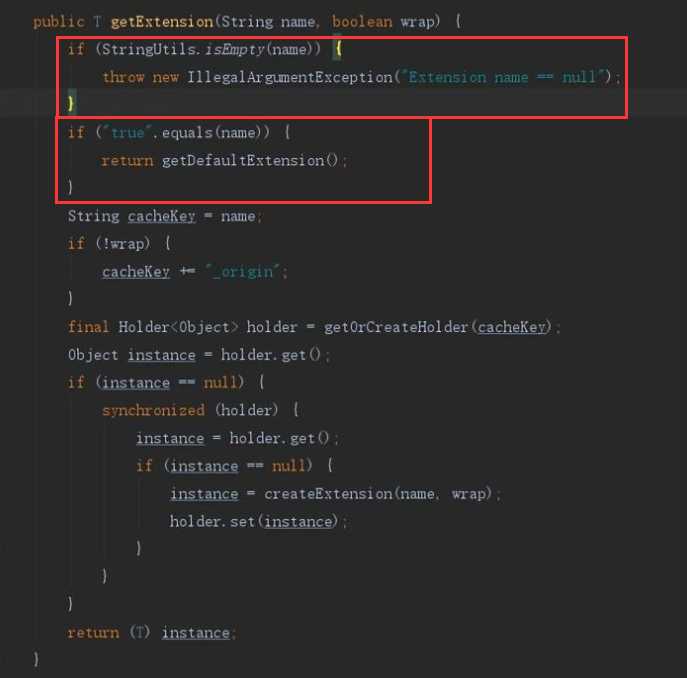 public T getExtension(String name, boolean wrap) {
if (StringUtils.isEmpty(name)) {
throw new IllegalArgumentException("Extension name == null");
}
if ("true".equals(name)) {
return getDefaultExtension();
}
String cacheKey = name;
if (!wrap) {
cacheKey += "_origin";
}
final Holder<Object> holder = getOrCreateHolder(cacheKey);
Object instance = holder.get();
if (instance == null) {
synchronized (holder) {
instance = holder.get();
if (instance == null) {
instance = createExtension(name, wrap);
holder.set(instance);
}
}
}
return (T) instance;
}